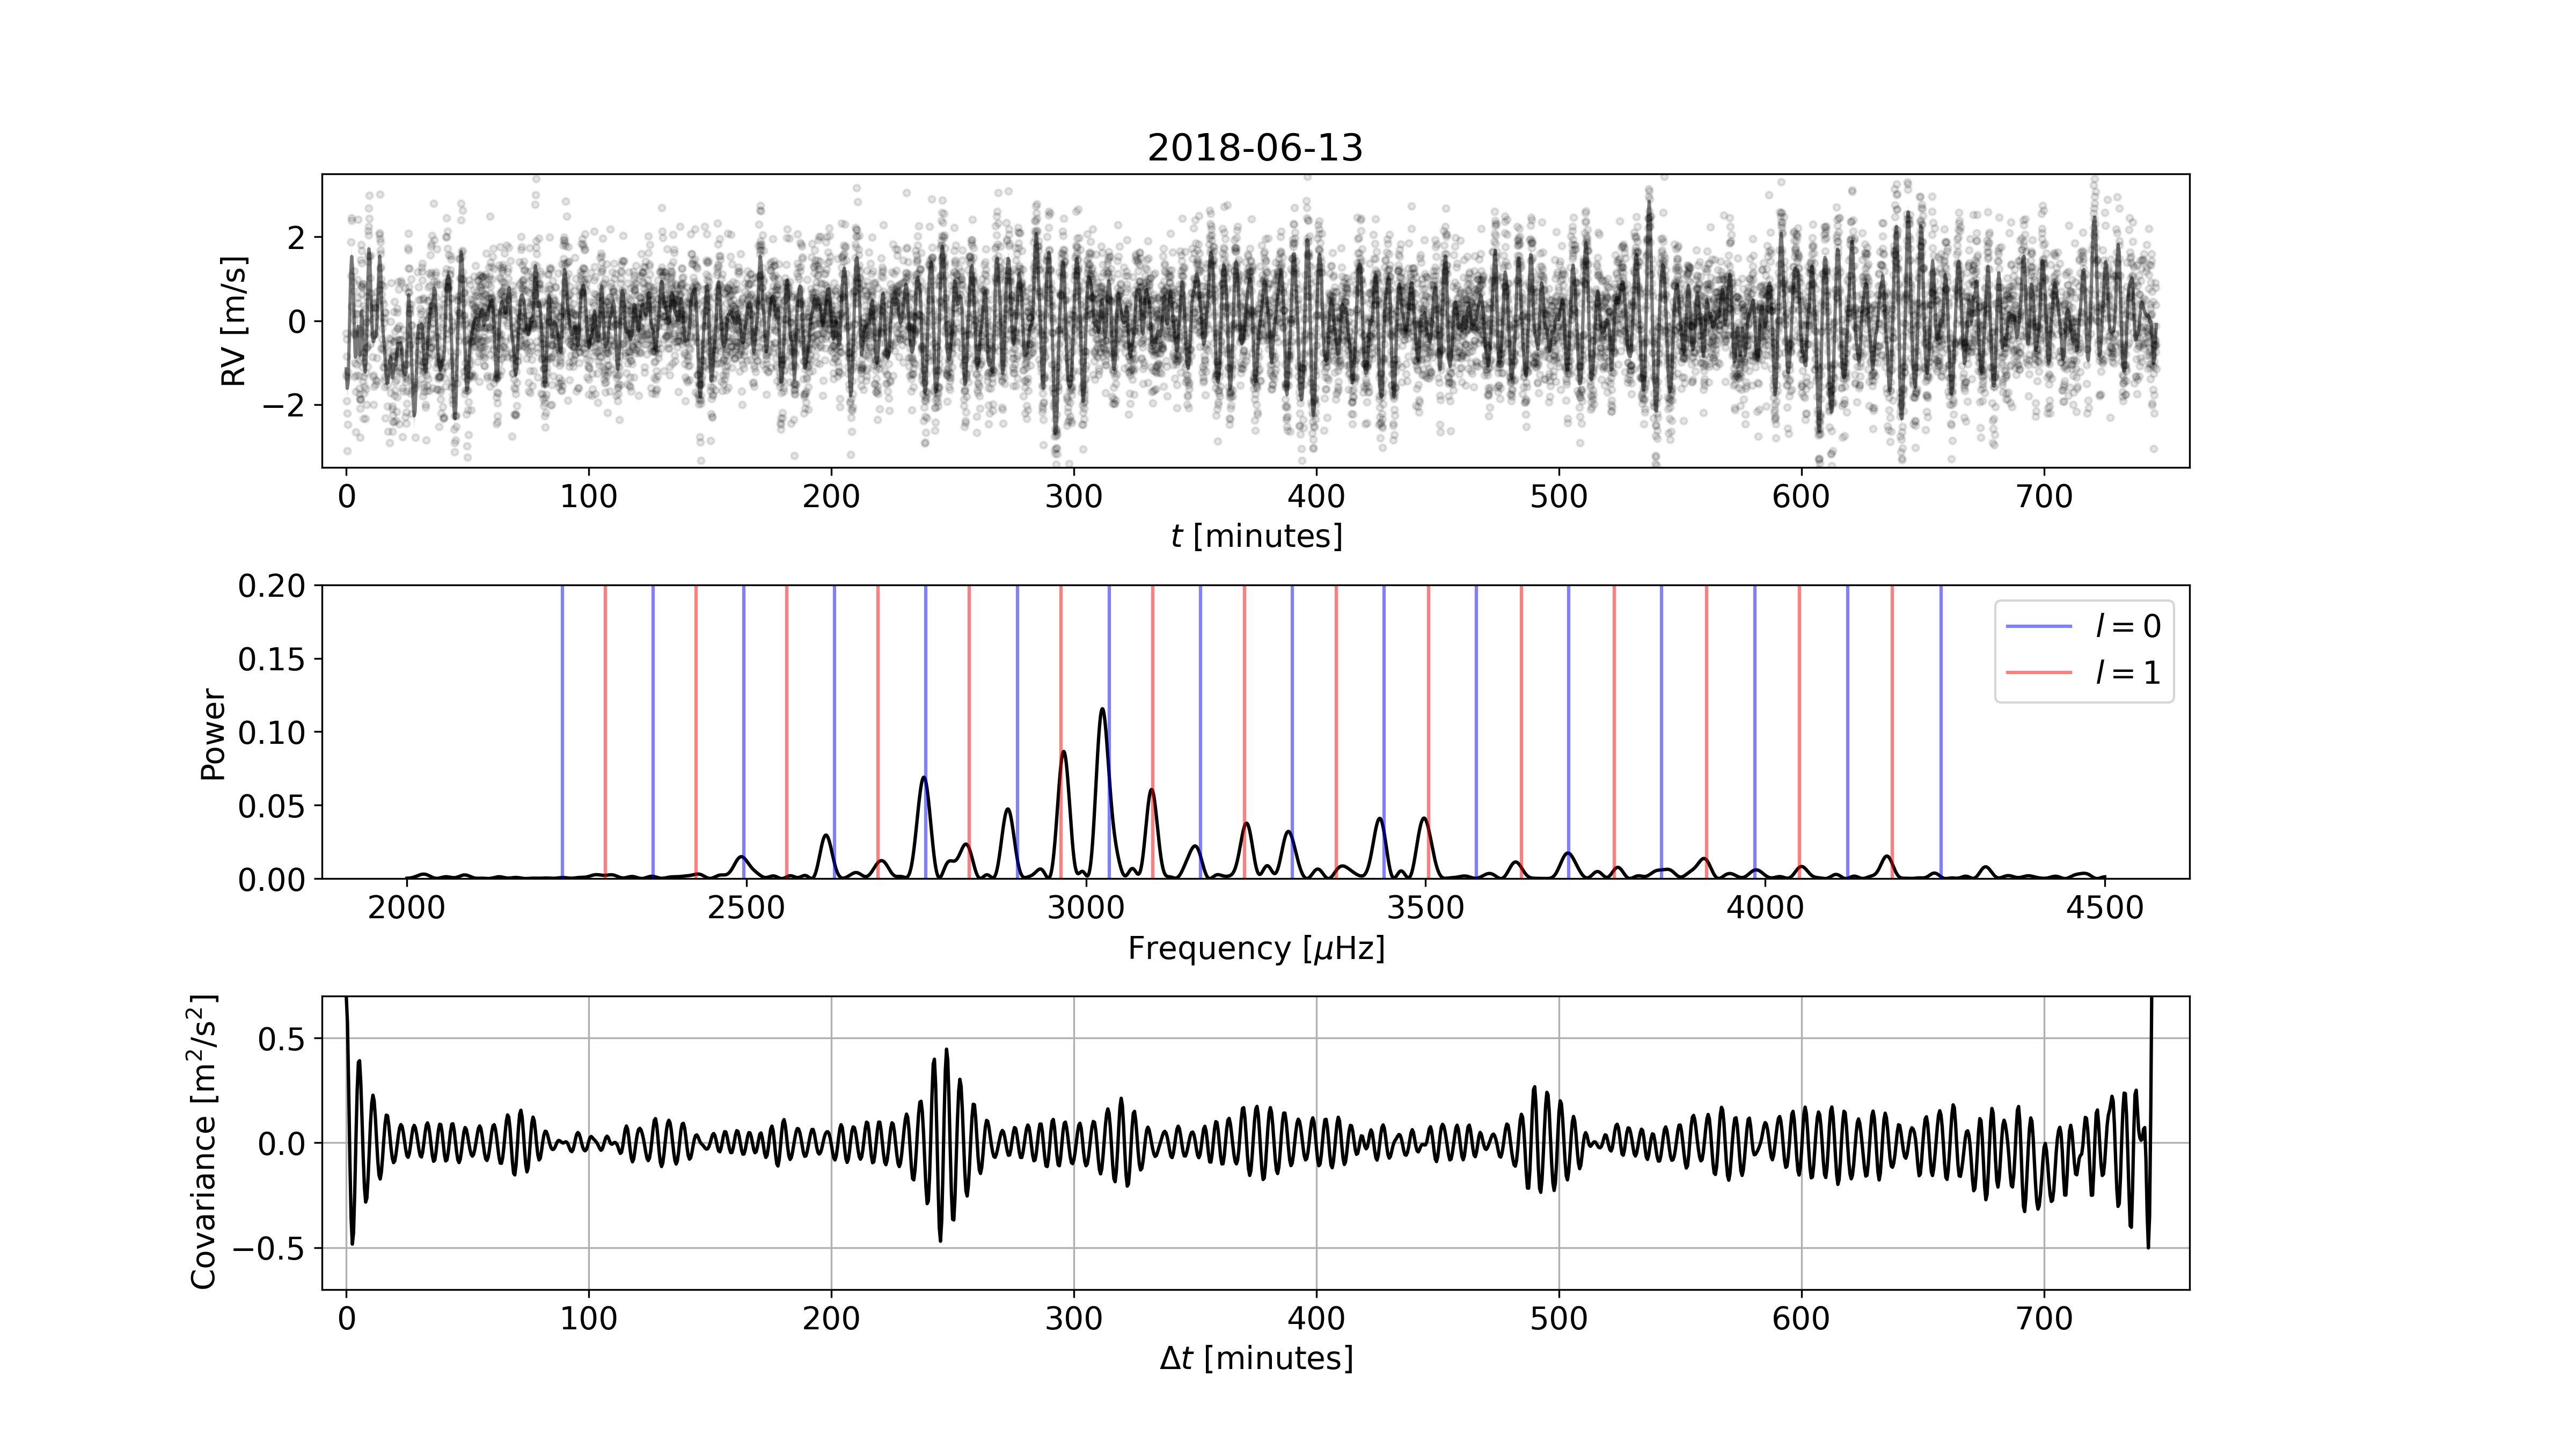 2018-06-13
RV [m/s]
2
0
−2
0 100 200 300 400 500 600 700
t [minutes]
Power
0.20
0.15
0.10
0.05
0.00
l = 0
l = 1
2000 2500 3000 3500 4000 4500
Frequency [μHz]
Covariance [m²/s²]
0.5
0.0
−0.5
0 100 200 300 400 500 600 700
Δt [minutes]